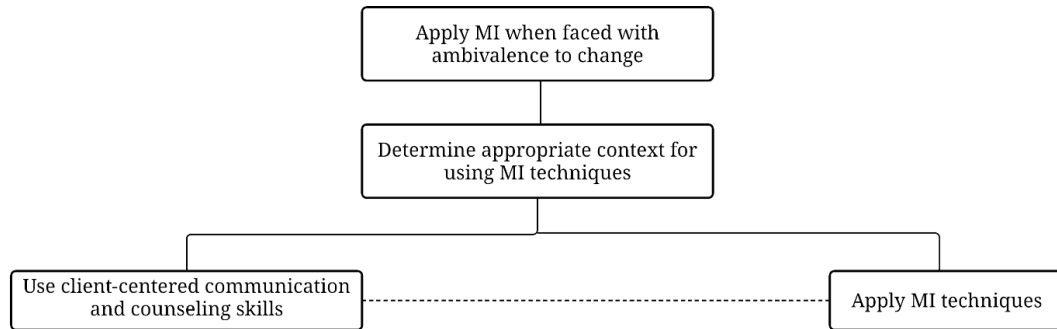 Apply MI when faced with
ambivalence to change
Determine appropriate context for
using MI techniques
Use client-centered communication
and counseling skills
Apply MI techniques